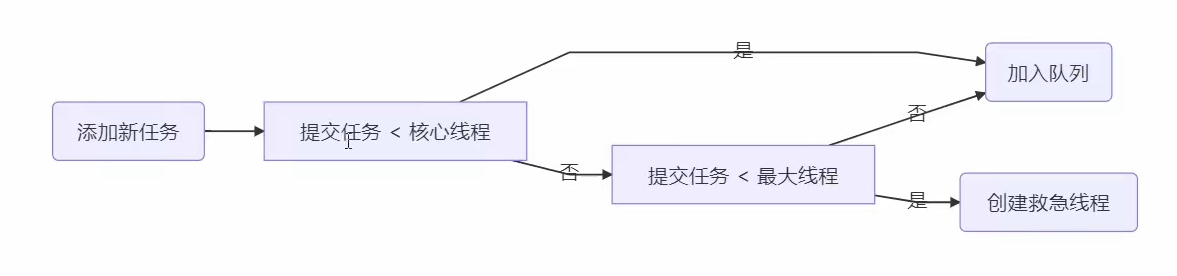 是
加入队列
添加新任务
提交任务 < 核心线程
否
否
提交任务 < 最大线程
是
创建救急线程